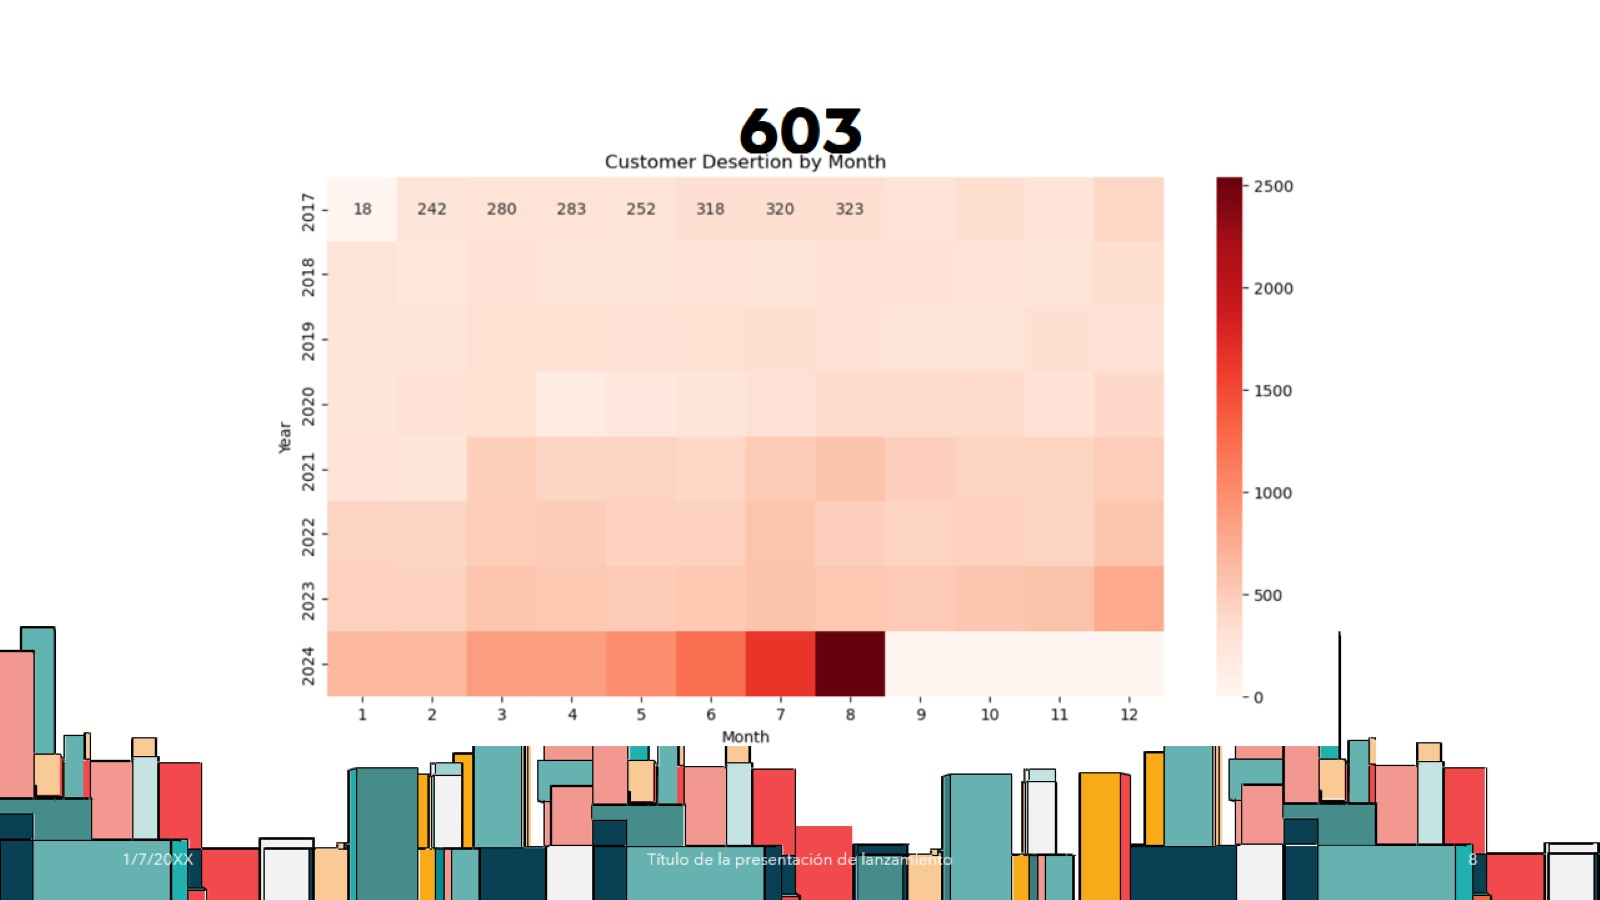 603
Customer Desertion by Month
2017 18 242 280 283 252 318 320 323
2018
2019
2020
2021
2022
2023
2024
Year
1 2 3 4 5 6 7 8 9 10 11 12
Month
2500
2000
1500
1000
500
0
1/7/20XX Título de la presentación de lanzamiento 8